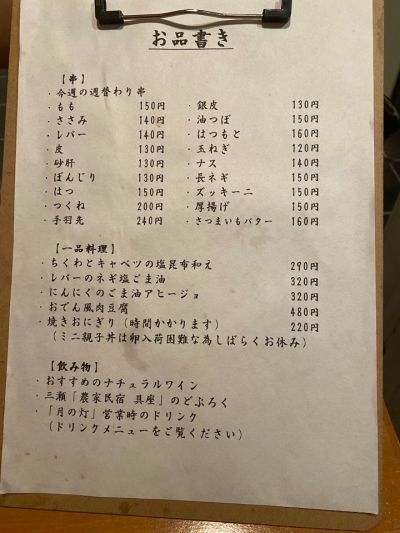 お品書き
【串】
・今週の週替わり串
・もも 150円 ・銀皮 130円
・ささみ 140円 ・油つぼ 150円
・レバー 140円 ・はつもと 160円
・皮 130円 ・玉ねぎ 120円
・砂肝 130円 ・ナス 140円
・ぼんじり 130円 ・長ネギ 150円
・はつ 150円 ・ズッキーニ 150円
・つくね 200円 ・厚揚げ 150円
・手羽先 240円 ・さつまいもバター 160円
【一品料理】
・ちくわとキャベツの塩昆布和え 290円
・レバーのネギ塩ごま油 320円
・にんにくのごま油アヒージョ 320円
・おでん風肉豆腐 480円
・焼きおにぎり（時間かかります） 220円
（ミニ親子丼は卵入荷困難な為しばらくお休み）
【飲み物】
・おすすめのナチュラルワイン
・三瀬「農家民宿 具座」のどぶろく
・「月の灯」営業時のドリンク
（ドリンクメニューをご覧ください）